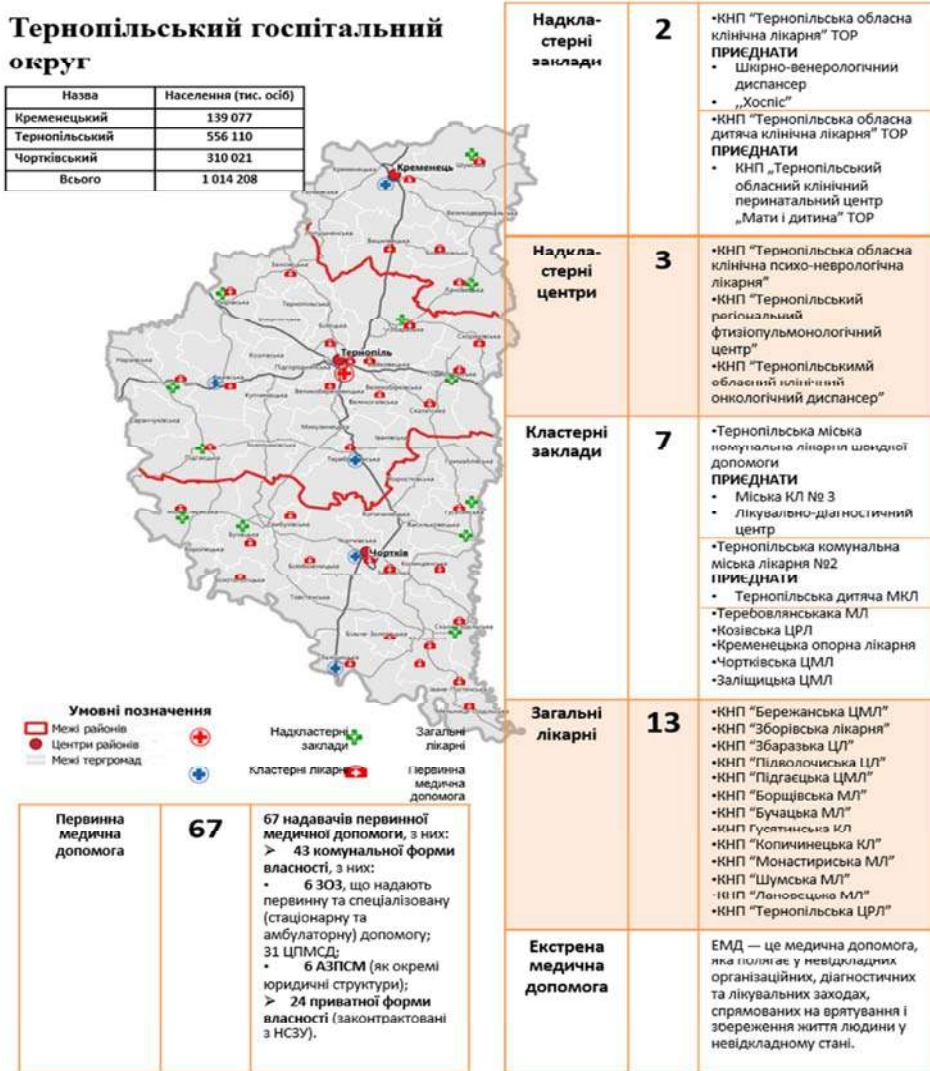 Тернопільський госпітальний
округ
Назва Населення (тис. осіб)
Кременецький 139 077
Тернопільський 556 110
Чортківський 310 021
Всього 1 014 208
Кременець
Тернопіль
Чортків
Умовні позначення
Межі районів
Центри районів
Межі тергромад
Надкластерні
заклади
Кластерні лікарні
Загальні
лікарні
Первинна
медична
допомога
Первинна
медична
допомога
67
67 надавачів первинної
медичної допомоги, з них:
➢ 43 комунальної форми
власності, з них:
• 6 ЗОЗ, що надають
первинну та спеціалізовану
(стаціонарну та
амбулаторну) допомогу;
31 ЦПМСД;
• 6 АЗПСМ (як окремі
юридичні структури);
➢ 24 приватної форми
власності (законтрактовані
з НСЗУ).
Надкла-
стерні
заклади
2
•КНП “Тернопільська обласна
клінічна лікарня” ТОР
ПРИЄДНАТИ
• Шкірно-венерологічний
диспансер
• „Хоспіс”
•КНП “Тернопільська обласна
дитяча клінічна лікарня” ТОР
ПРИЄДНАТИ
• КНП „Тернопільський
обласний клінічний
перинатальний центр
„Мати і дитина” ТОР
Надкла-
стерні
центри
3
•КНП “Тернопільська обласна
клінічна психо-неврологічна
лікарня”
•КНП “Тернопільський
регіональний
фтизіопульмонологічний
центр”
•КНП “Тернопільськимй
обласний клінічний
онкологічний диспансер”
Кластерні
заклади
7
•Тернопільська міська
комунальна лікарня швидкої
допомоги
ПРИЄДНАТИ
• Міська КЛ № 3
• Лікувально-діагностичний
центр
•Тернопільська комунальна
міська лікарня №2
ПРИЄДНАТИ
• Тернопільська дитяча МКЛ
•Теребовлянськака МЛ
•Козівська ЦРЛ
•Кременецька опорна лікарня
•Чортківська ЦМЛ
•Заліщицька ЦМЛ
Загальні
лікарні
13
•КНП “Бережанська ЦМЛ”
•КНП “Зборівська лікарня”
•КНП “Збаразька ЦЛ”
•КНП “Підволочиська ЦЛ”
•КНП “Підгаєцька ЦМЛ”
•КНП “Борщівська МЛ”
•КНП “Бучацька МЛ”
•КНП Гусятинська КЛ
•КНП “Копичинецька КЛ”
•КНП “Монастириська МЛ”
•КНП “Шумська МЛ”
•КНП “Лановецька МЛ”
•КНП “Тернопільська ЦРЛ”
Екстрена
медична
допомога
ЕМД — це медична допомога,
яка полягає у невідкладних
організаційних, діагностичних
та лікувальних заходах,
спрямованих на врятування і
збереження життя людини у
невідкладному стані.